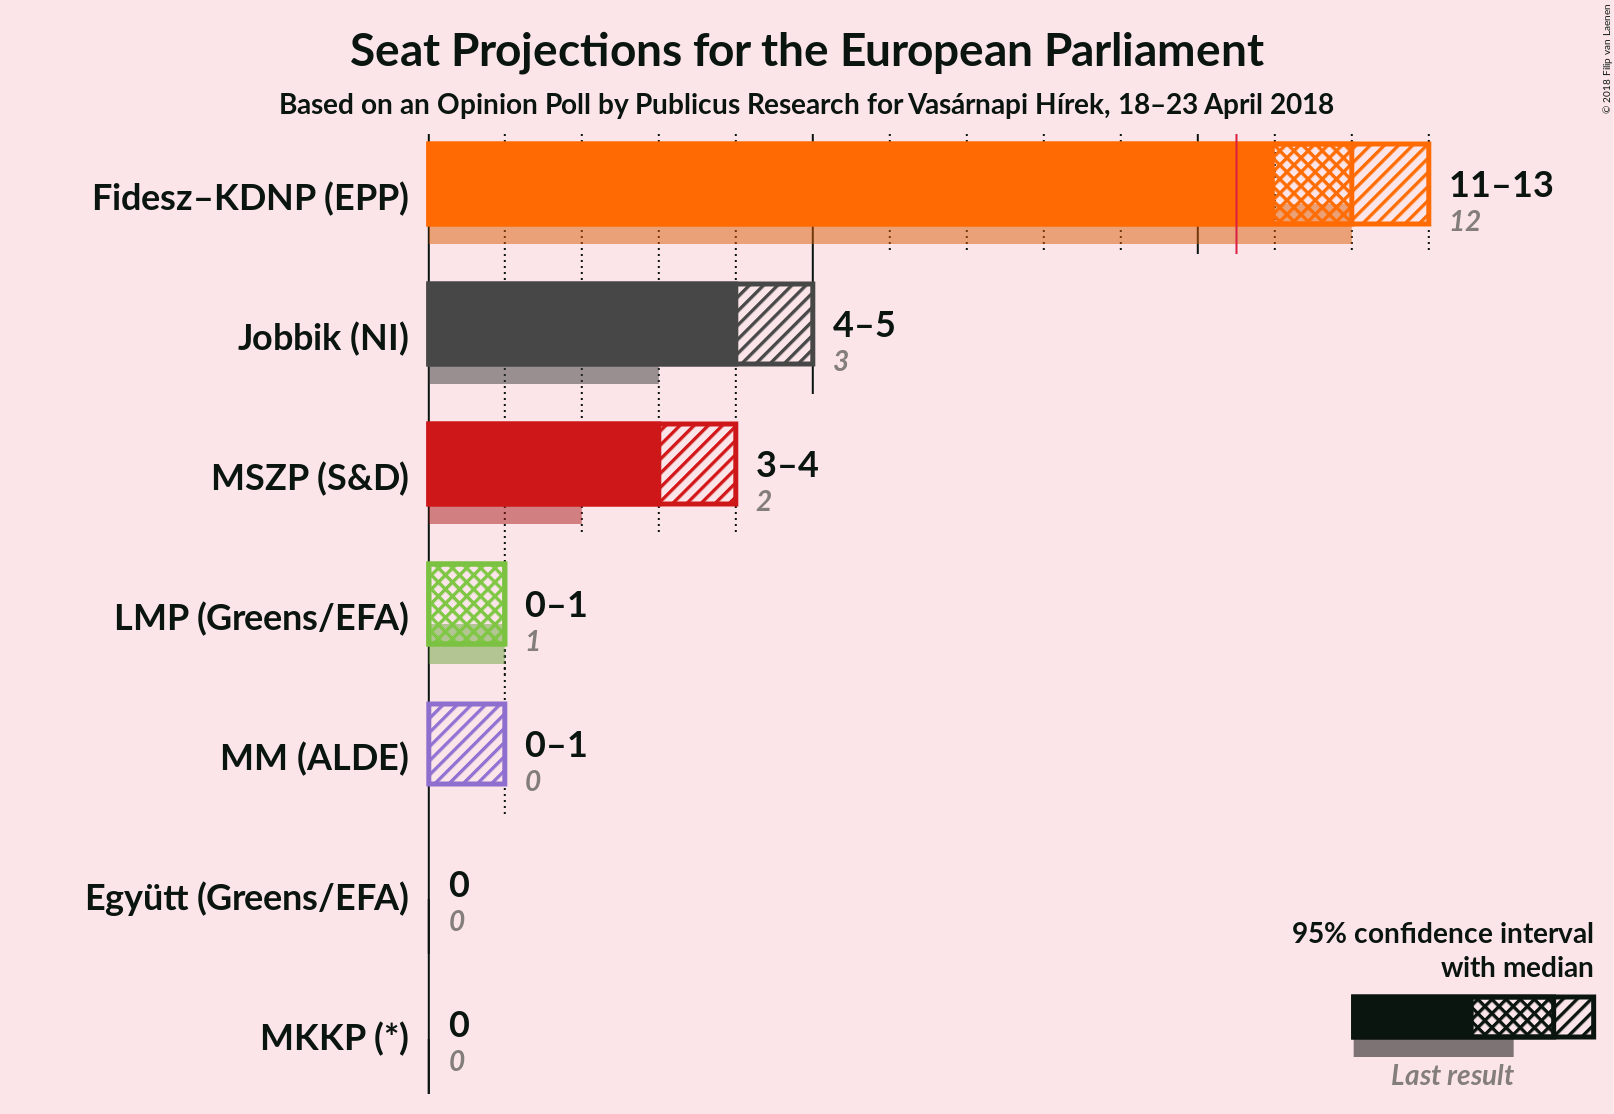 Seat Projections for the European Parliament
Based on an Opinion Poll by Publicus Research for Vasárnapi Hírek, 18–23 April 2018
© 2018 Filip van Laenen
Fidesz–KDNP (EPP)
11–13
12
Jobbik (NI)
4–5
3
MSZP (S&D)
3–4
2
LMP (Greens/EFA)
0–1
1
MM (ALDE)
0–1
0
Együtt (Greens/EFA)
0
0
MKKP (*)
0
0
95% confidence interval
with median
Last result